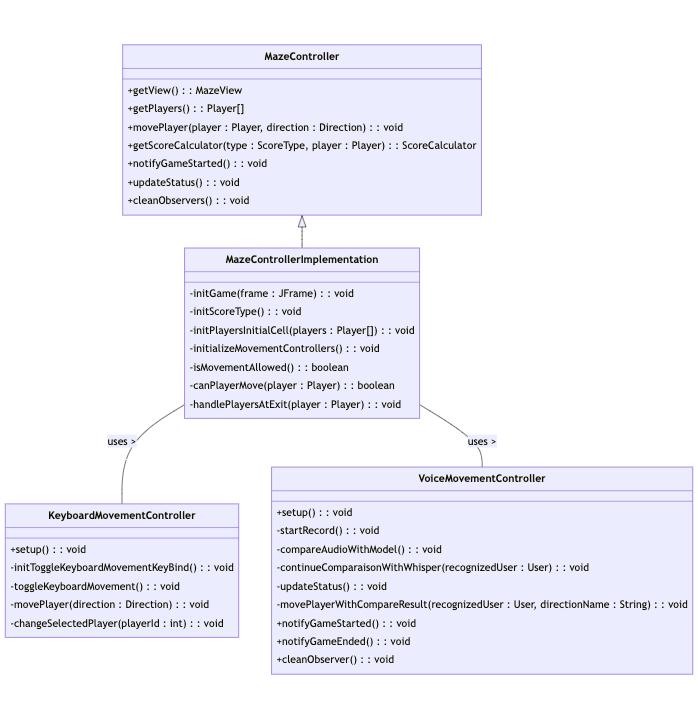 MazeController
+getView() : : MazeView
+getPlayers() : : Player[]
+movePlayer(player : Player, direction : Direction) : : void
+getScoreCalculator(type : ScoreType, player : Player) : : ScoreCalculator
+notifyGameStarted() : : void
+updateStatus() : : void
+cleanObservers() : : void
MazeControllerImplementation
-initGame(frame : JFrame) : : void
-initScoreType() : : void
-initPlayersInitialCell(players : Player[]) : : void
-initializeMovementControllers() : : void
-isMovementAllowed() : : boolean
-canPlayerMove(player : Player) : : boolean
-handlePlayersAtExit(player : Player) : : void
uses >
uses >
KeyboardMovementController
+setup() : : void
-initToggleKeyboardMovementKeyBind() : : void
-toggleKeyboardMovement() : : void
-movePlayer(direction : Direction) : : void
-changeSelectedPlayer(playerId : int) : : void
VoiceMovementController
+setup() : : void
-startRecord() : : void
-compareAudioWithModel() : : void
-continueComparaisonWithWhisper(recognizedUser : User) : : void
-updateStatus() : : void
-movePlayerWithCompareResult(recognizedUser : User, directionName : String) : : void
+notifyGameStarted() : : void
+notifyGameEnded() : : void
+cleanObserver() : : void